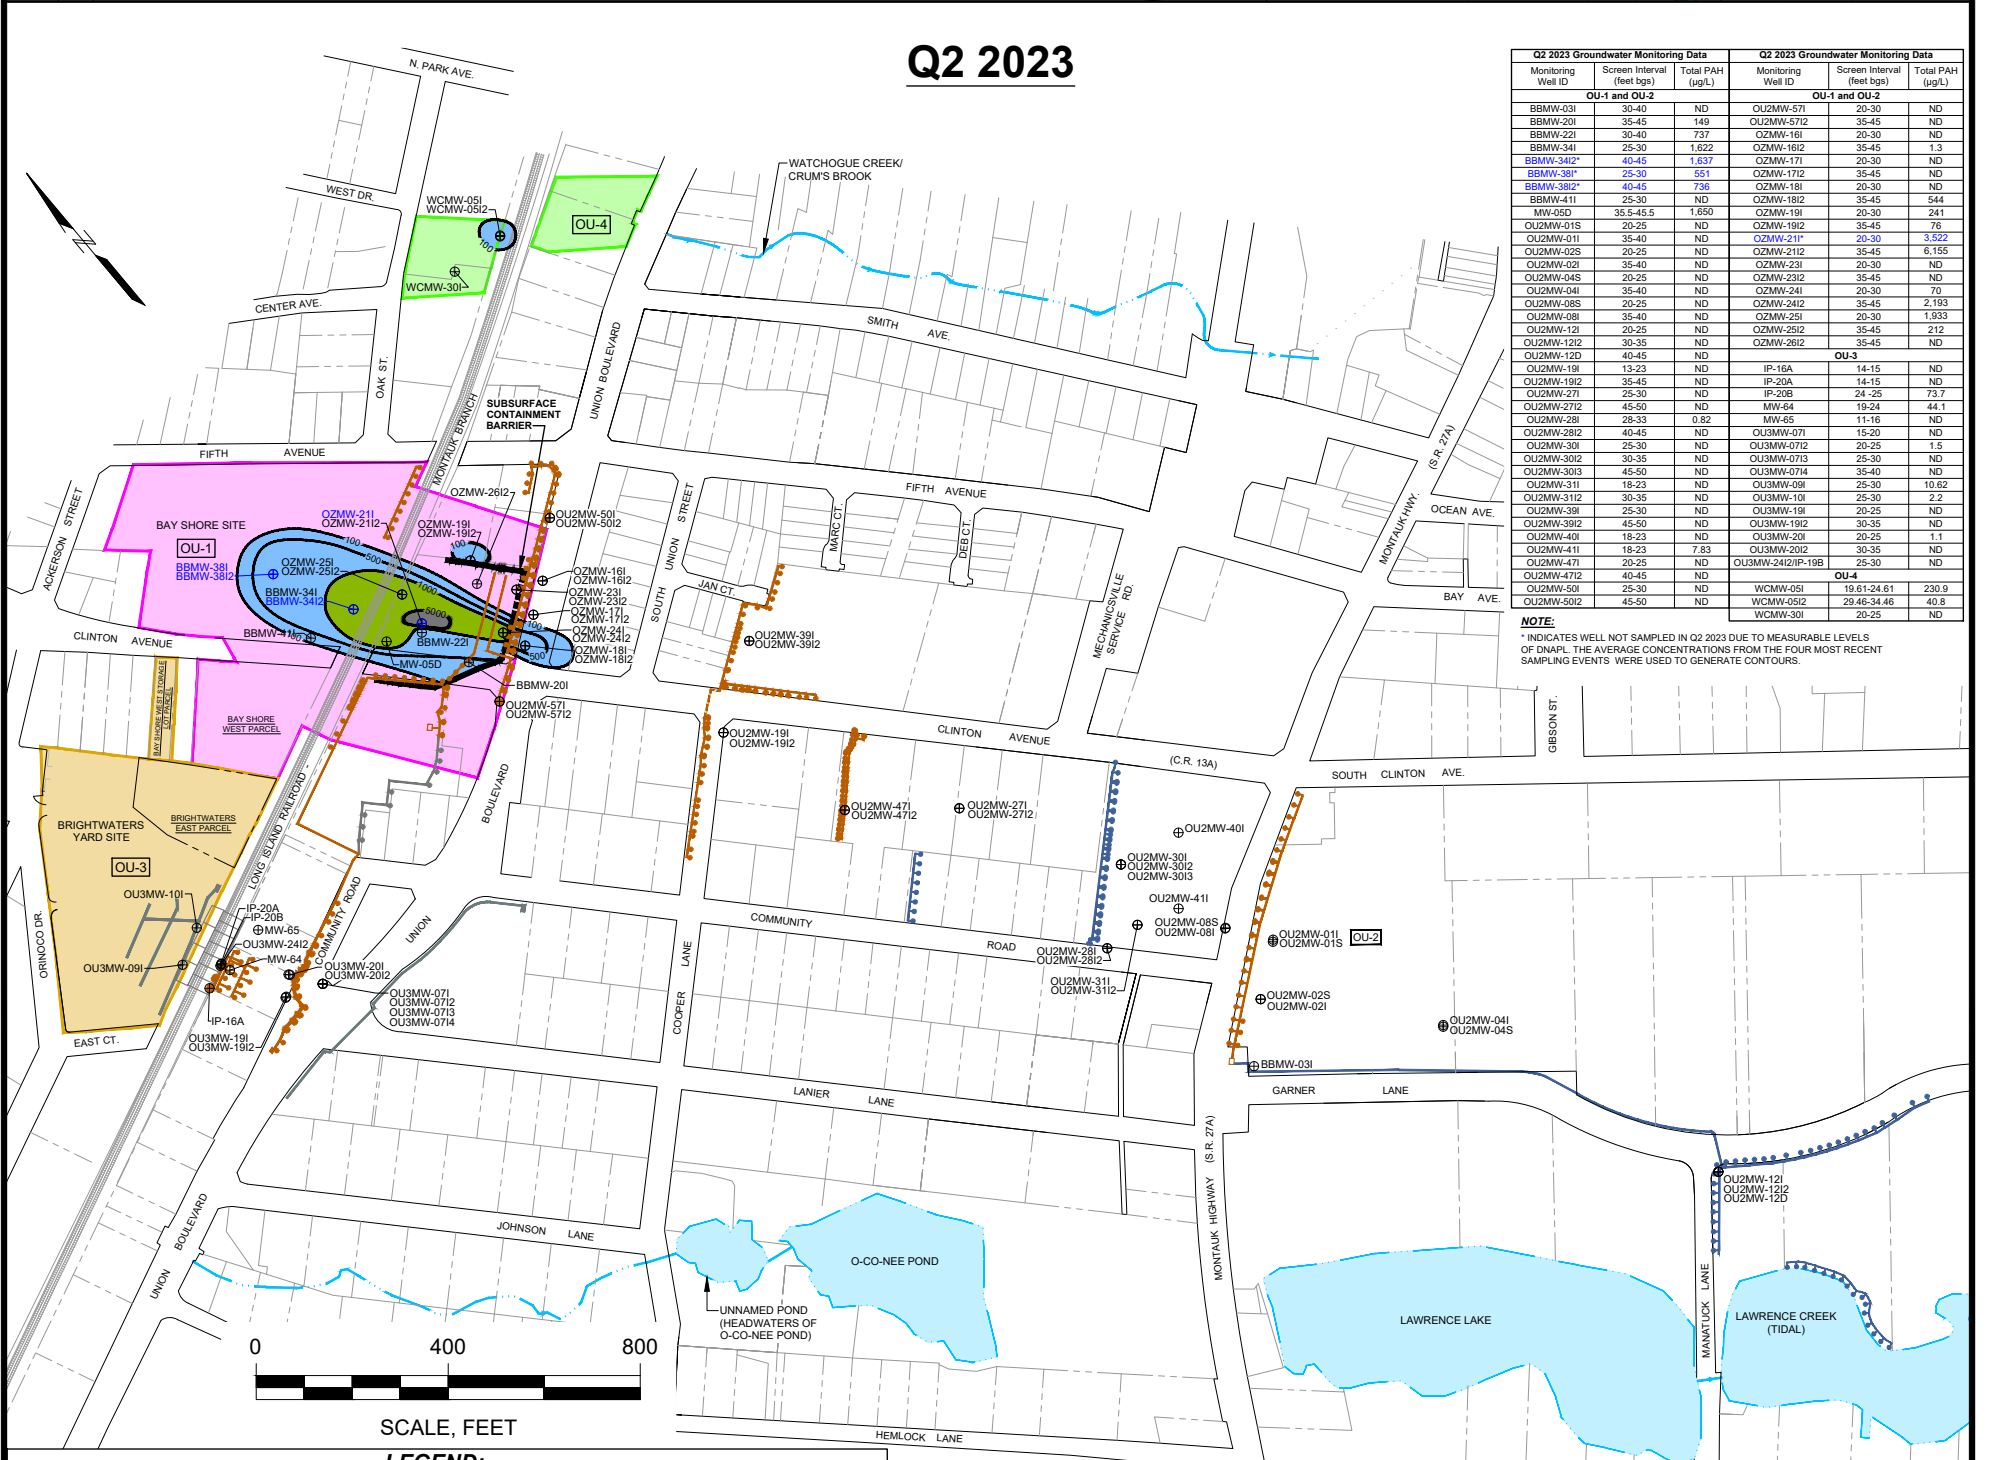 Q2 2023
Q2 2023 Groundwater Monitoring Data
Monitoring Well ID Screen Interval (feet bgs) Total PAH (µg/L)
OU-1 and OU-2
BBMW-03I 30-40 ND
BBMW-20I 35-45 149
BBMW-22I 30-40 737
BBMW-34I 25-30 1,622
BBMW-34I2* 40-45 1,637
BBMW-38I* 25-30 551
BBMW-38I2* 40-45 736
BBMW-41I 25-30 ND
MW-05D 35.5-45.5 1,650
OU2MW-01S 20-25 ND
OU2MW-01I 35-40 ND
OU2MW-02S 20-25 ND
OU2MW-02I 35-40 ND
OU2MW-04S 20-25 ND
OU2MW-04I 35-40 ND
OU2MW-08S 20-25 ND
OU2MW-08I 35-40 ND
OU2MW-12I 20-25 ND
OU2MW-12I2 30-35 ND
OU2MW-12D 40-45 ND
OU2MW-19I 13-23 ND
OU2MW-19I2 35-45 ND
OU2MW-27I 25-30 ND
OU2MW-27I2 45-50 ND
OU2MW-28I 28-33 0.82
OU2MW-28I2 40-45 ND
OU2MW-30I 25-30 ND
OU2MW-30I2 30-35 ND
OU2MW-30I3 45-50 ND
OU2MW-31I 18-23 ND
OU2MW-31I2 30-35 ND
OU2MW-39I 25-30 ND
OU2MW-39I2 45-50 ND
OU2MW-40I 18-23 ND
OU2MW-41I 18-23 7.83
OU2MW-47I 20-25 ND
OU2MW-47I2 40-45 ND
OU2MW-50I 25-30 ND
OU2MW-50I2 45-50 ND
Q2 2023 Groundwater Monitoring Data
Monitoring Well ID Screen Interval (feet bgs) Total PAH (µg/L)
OU-1 and OU-2
OU2MW-57I 20-30 ND
OU2MW-57I2 35-45 ND
OZMW-16I 20-30 ND
OZMW-16I2 35-45 1.3
OZMW-17I 20-30 ND
OZMW-17I2 35-45 ND
OZMW-18I 20-30 ND
OZMW-18I2 35-45 544
OZMW-19I 20-30 241
OZMW-19I2 35-45 76
OZMW-21I* 20-30 3,522
OZMW-21I2 35-45 6,155
OZMW-23I 20-30 ND
OZMW-23I2 35-45 ND
OZMW-24I 20-30 70
OZMW-24I2 35-45 2,193
OZMW-25I 20-30 1,933
OZMW-25I2 35-45 212
OZMW-26I2 35-45 ND
OU-3
IP-16A 14-15 ND
IP-20A 14-15 ND
IP-20B 24 -25 73.7
MW-64 19-24 44.1
MW-65 11-16 ND
OU3MW-07I 15-20 ND
OU3MW-07I2 20-25 1.5
OU3MW-07I3 25-30 ND
OU3MW-07I4 35-40 ND
OU3MW-09I 25-30 10.62
OU3MW-10I 25-30 2.2
OU3MW-19I 20-25 ND
OU3MW-19I2 30-35 ND
OU3MW-20I 20-25 1.1
OU3MW-20I2 30-35 ND
OU3MW-24I2/IP-19B 25-30 ND
OU-4
WCMW-05I 19.61-24.61 230.9
WCMW-05I2 29.46-34.46 40.8
WCMW-30I 20-25 ND
NOTE:
* INDICATES WELL NOT SAMPLED IN Q2 2023 DUE TO MEASURABLE LEVELS
OF DNAPL. THE AVERAGE CONCENTRATIONS FROM THE FOUR MOST RECENT
SAMPLING EVENTS WERE USED TO GENERATE CONTOURS.
N
N. PARK AVE.
WEST DR.
CENTER AVE.
OAK ST.
WCMW-05I
WCMW-05I2
100
WCMW-30I
OU-4
WATCHOGUE CREEK/
CRUM'S BROOK
SMITH AVE.
UNION BOULEVARD
MONTAUK BRANCH
SUBSURFACE
CONTAINMENT
BARRIER
FIFTH AVENUE
ACKERSON STREET
BAY SHORE SITE
OU-1
BBMW-38I
BBMW-38I2
OZMW-21I
OZMW-21I2
OZMW-25I
OZMW-25I2
BBMW-34I
BBMW-34I2
BBMW-41I
OZMW-26I2
OZMW-19I
OZMW-19I2
100
100
500
1000
5000
100
500
BBMW-22I
MW-05D
BBMW-20I
OU2MW-50I
OU2MW-50I2
OZMW-16I
OZMW-16I2
OZMW-23I
OZMW-23I2
OZMW-17I
OZMW-17I2
OZMW-24I
OZMW-24I2
OZMW-18I
OZMW-18I2
OU2MW-57I
OU2MW-57I2
CLINTON AVENUE
BAY SHORE WEST STORAGE
LOT PARCEL
BAY SHORE
WEST PARCEL
BRIGHTWATERS
YARD SITE
BRIGHTWATERS
EAST PARCEL
OU-3
LONG ISLAND RAILROAD
BOULEVARD
SOUTH UNION STREET
JAN CT.
FIFTH AVENUE
MARC CT.
DEB CT.
MECHANICSVILLE
SERVICE RD.
MONTAUK HWY.
(S.R. 27A)
OCEAN AVE.
BAY AVE.
GIBSON ST.
SOUTH CLINTON AVE.
CLINTON AVENUE
(C.R. 13A)
OU2MW-39I
OU2MW-39I2
OU2MW-19I
OU2MW-19I2
OU2MW-47I
OU2MW-47I2
OU2MW-27I
OU2MW-27I2
OU2MW-40I
OU2MW-30I
OU2MW-30I2
OU2MW-30I3
OU2MW-41I
OU2MW-08S
OU2MW-08I
OU2MW-28I
OU2MW-28I2
OU2MW-31I
OU2MW-31I2
OU2MW-01I
OU2MW-01S
OU-2
OU2MW-02S
OU2MW-02I
OU2MW-04I
OU2MW-04S
BBMW-03I
OU3MW-10I
IP-20A
IP-20B
MW-65
OU3MW-24I2
MW-64
OU3MW-09I
OU3MW-20I
OU3MW-20I2
OU3MW-07I
OU3MW-07I2
OU3MW-07I3
OU3MW-07I4
IP-16A
OU3MW-19I
OU3MW-19I2
ORINOCO DR.
EAST CT.
COMMUNITY ROAD
UNION
COMMUNITY ROAD
COOPER LANE
LANIER LANE
GARNER LANE
MONTAUK HIGHWAY (S.R. 27A)
OU2MW-12I
OU2MW-12I2
OU2MW-12D
MANATUCK LANE
JOHNSON LANE
UNION BOULEVARD
UNNAMED POND
(HEADWATERS OF
O-CO-NEE POND)
O-CO-NEE POND
LAWRENCE LAKE
LAWRENCE CREEK
(TIDAL)
HEMLOCK LANE
0 400 800
SCALE, FEET
LEGEND: